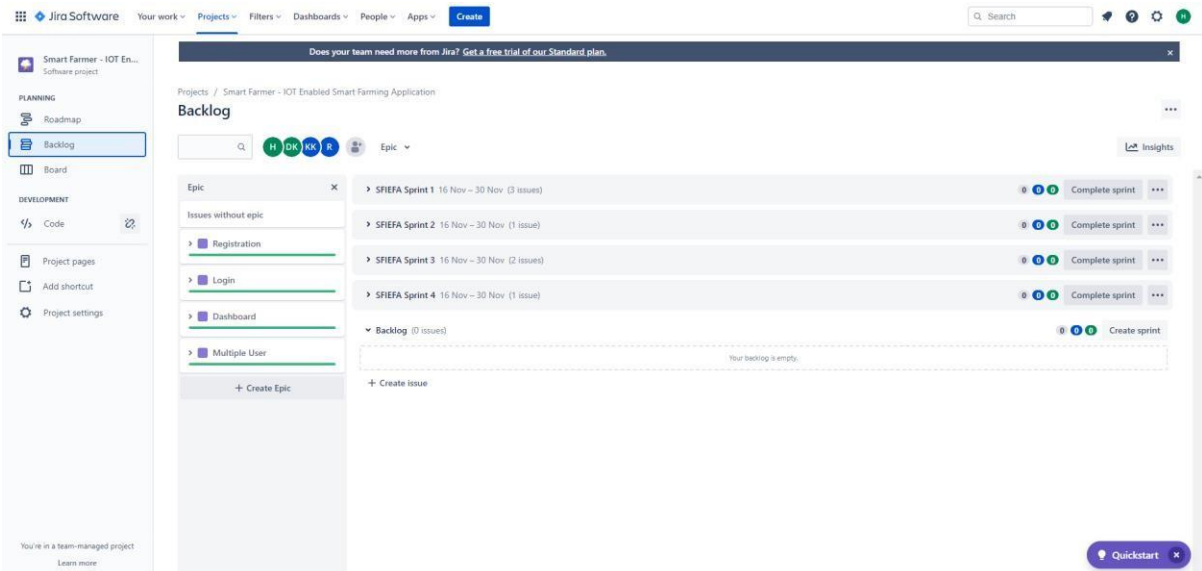 Jira Software Your work Projects Filters Dashboards People Apps Create Search H
Does your team need more from Jira? Get a free trial of our Standard plan. x
Smart Farmer - IOT En...
Software project
PLANNING
Roadmap
Backlog
Board
DEVELOPMENT
Code
Project pages
Add shortcut
Project settings
You're in a team-managed project
Learn more
Projects / Smart Farmer - IOT Enabled Smart Farming Application
Backlog
H DK KK R Epic Insights
Epic
Issues without epic
Registration
Login
Dashboard
Multiple User
+ Create Epic
SFIEFA Sprint 1 16 Nov – 30 Nov (3 issues) 0 0 0 Complete sprint
SFIEFA Sprint 2 16 Nov – 30 Nov (1 issue) 0 0 0 Complete sprint
SFIEFA Sprint 3 16 Nov – 30 Nov (2 issues) 0 0 0 Complete sprint
SFIEFA Sprint 4 16 Nov – 30 Nov (1 issue) 0 0 0 Complete sprint
Backlog (0 issues) 0 0 0 Create sprint
Your backlog is empty.
+ Create issue
Quickstart x